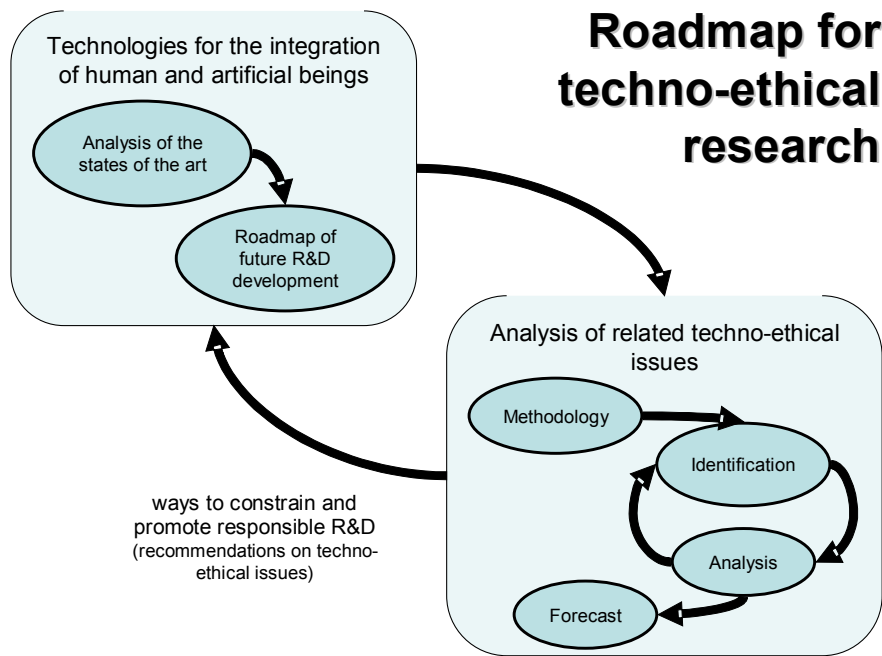 Roadmap for
techno-ethical
research
Technologies for the integration
of human and artificial beings
Analysis of the
states of the art
Roadmap of
future R&D
development
Analysis of related techno-ethical
issues
Methodology
Identification
Analysis
Forecast
ways to constrain and
promote responsible R&D
(recommendations on techno-
ethical issues)